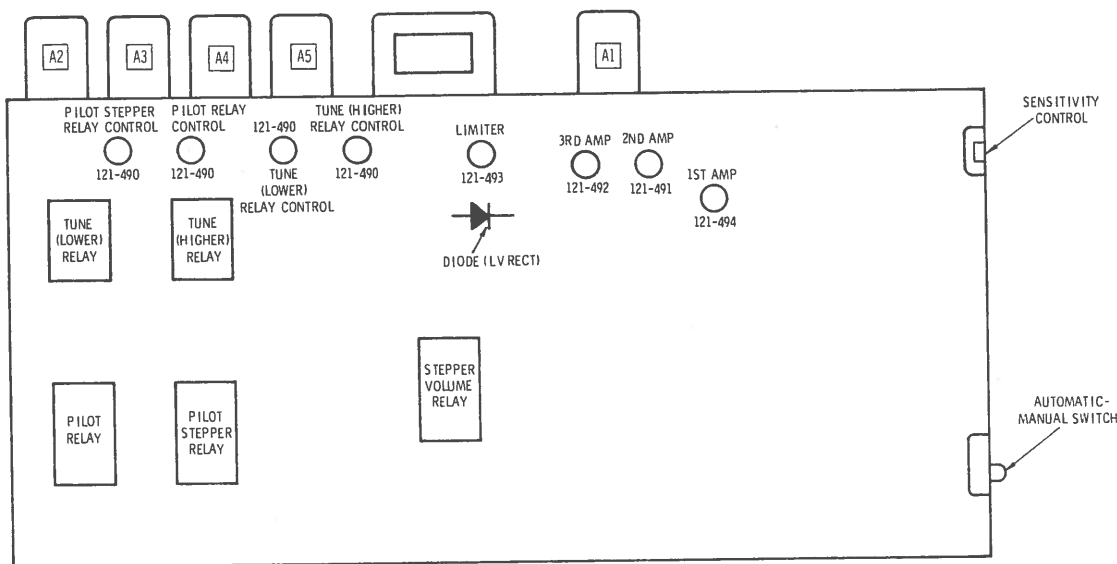 A2
A3
A4
A5
A1
SENSITIVITY
CONTROL
PILOT STEPPER
RELAY CONTROL
121-490
PILOT RELAY
CONTROL
121-490
121-490
TUNE
(LOWER)
RELAY CONTROL
TUNE (HIGHER)
RELAY CONTROL
121-490
LIMITER
121-493
3RD AMP
121-492
2ND AMP
121-491
1ST AMP
121-494
TUNE
(LOWER)
RELAY
TUNE
(HIGHER)
RELAY
DIODE (LV RECT)
STEPPER
VOLUME
RELAY
PILOT
RELAY
PILOT
STEPPER
RELAY
AUTOMATIC-
MANUAL SWITCH